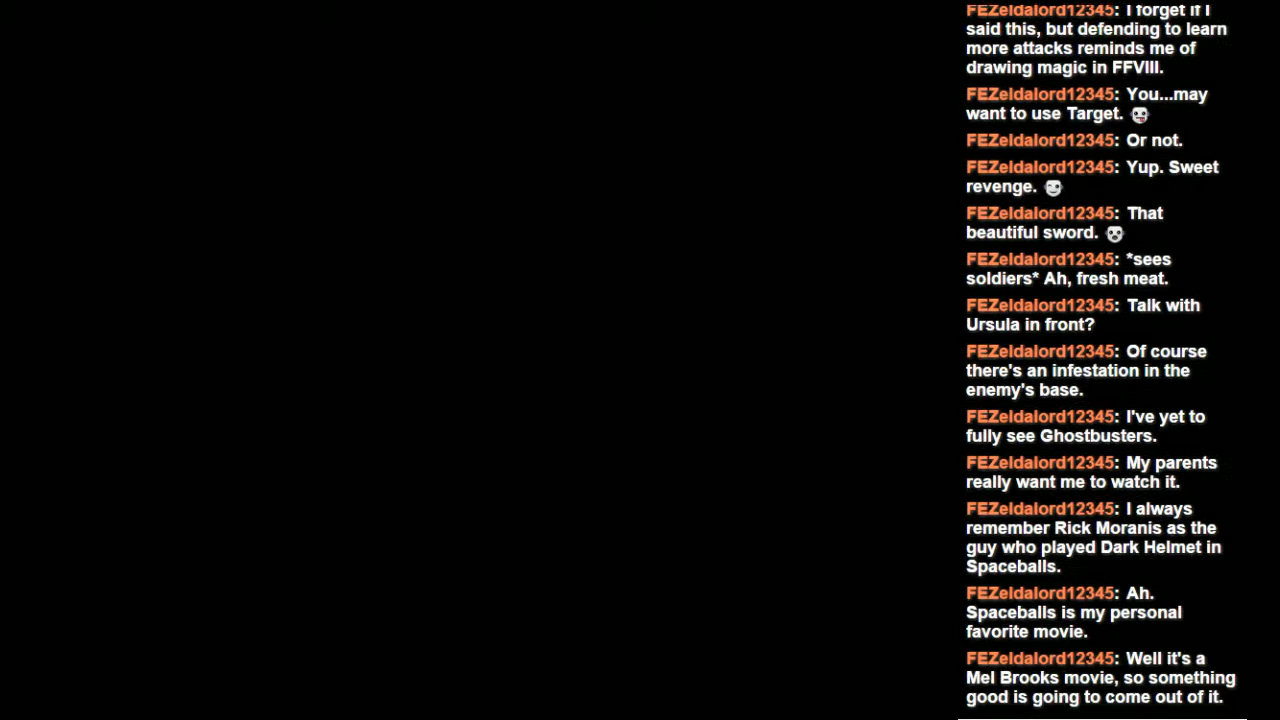 FEZeldalord12345: I forget if I
said this, but defending to learn
more attacks reminds me of
drawing magic in FFVIII.
FEZeldalord12345: You...may
want to use Target.
FEZeldalord12345: Or not.
FEZeldalord12345: Yup. Sweet
revenge.
FEZeldalord12345: That
beautiful sword.
FEZeldalord12345: *sees
soldiers* Ah, fresh meat.
FEZeldalord12345: Talk with
Ursula in front?
FEZeldalord12345: Of course
there's an infestation in the
enemy's base.
FEZeldalord12345: I've yet to
fully see Ghostbusters.
FEZeldalord12345: My parents
really want me to watch it.
FEZeldalord12345: I always
remember Rick Moranis as the
guy who played Dark Helmet in
Spaceballs.
FEZeldalord12345: Ah.
Spaceballs is my personal
favorite movie.
FEZeldalord12345: Well it's a
Mel Brooks movie, so something
good is going to come out of it.